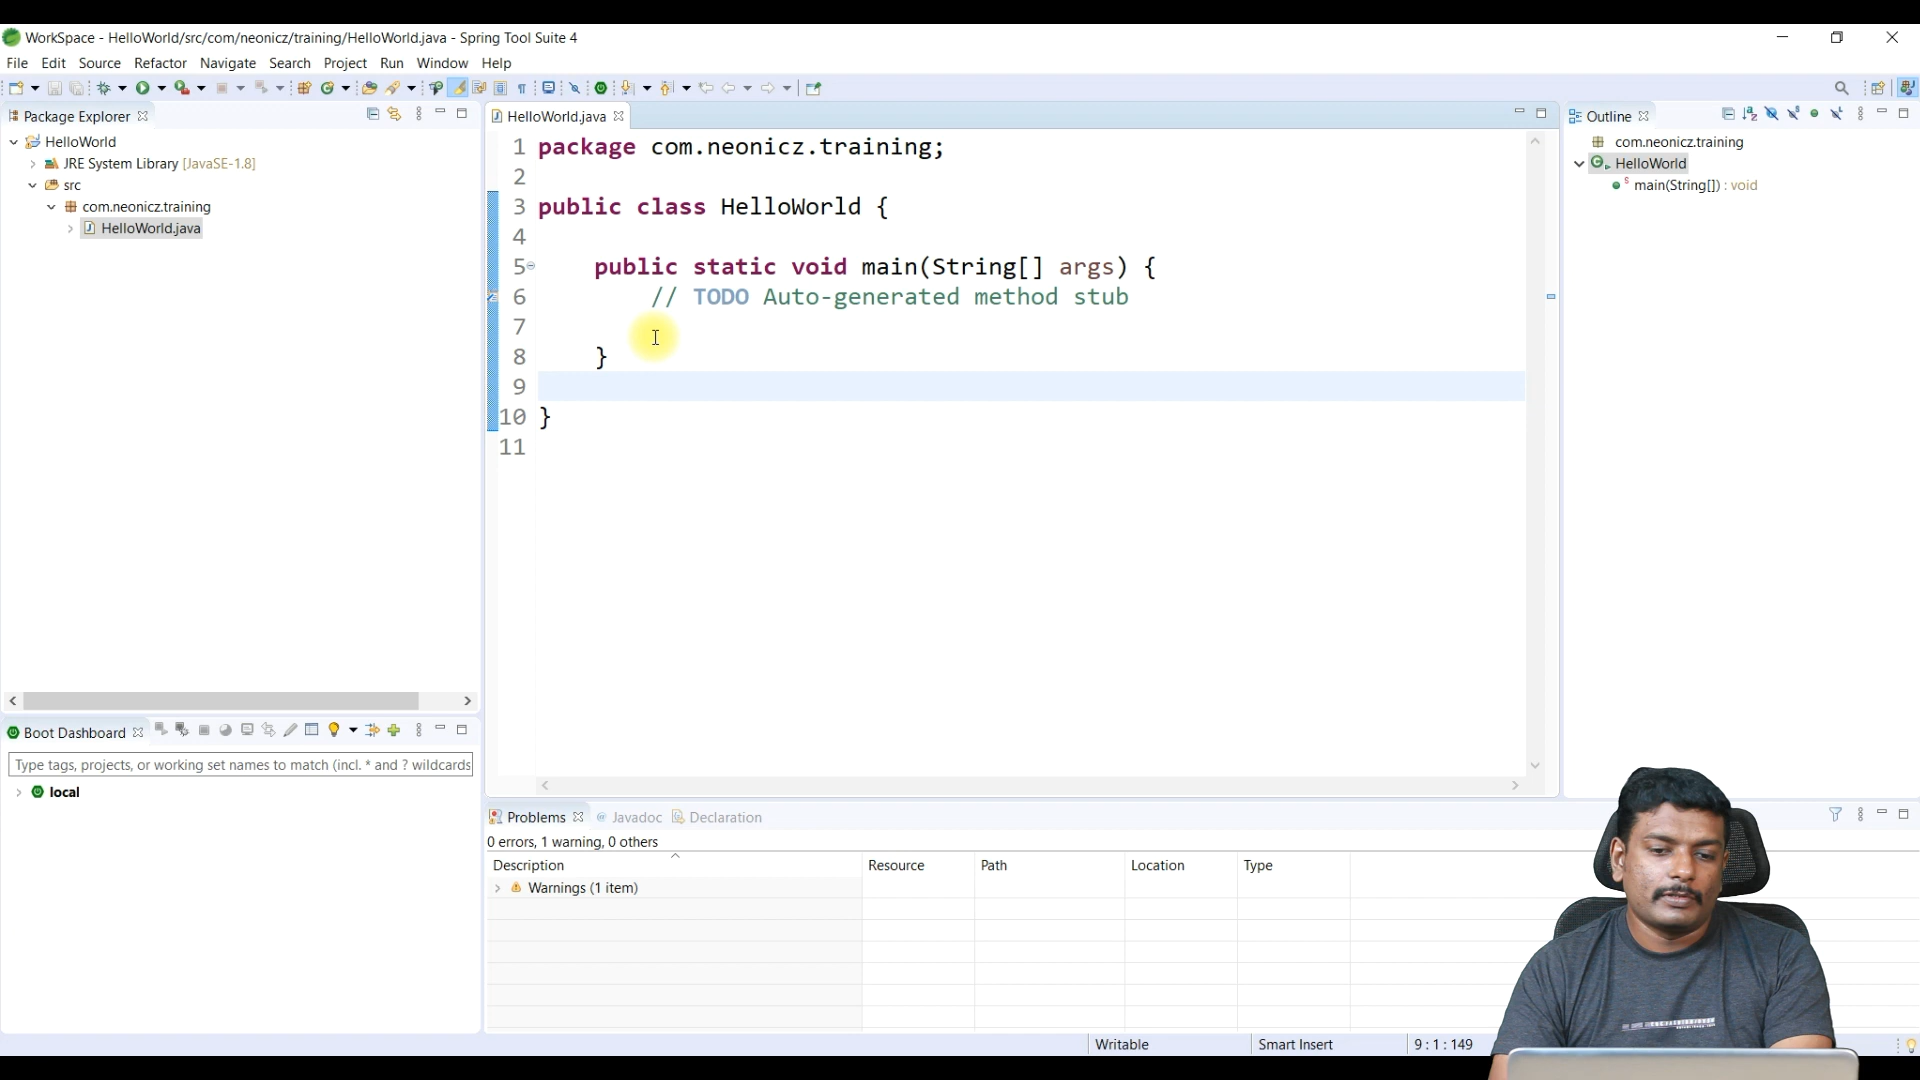 WorkSpace - HelloWorld/src/com/neonicz/training/HelloWorld.java - Spring Tool Suite 4
File Edit Source Refactor Navigate Search Project Run Window Help
Package Explorer
HelloWorld
JRE System Library [JavaSE-1.8]
src
com.neonicz.training
HelloWorld.java
HelloWorld.java
1 package com.neonicz.training;
2
3 public class HelloWorld {
4
5 public static void main(String[] args) {
6 // TODO Auto-generated method stub
7
8 }
9
10 }
11
Outline
com.neonicz.training
HelloWorld
main(String[]) : void
Boot Dashboard
Type tags, projects, or working set names to match (incl. * and ? wildcards
local
Problems Javadoc Declaration
0 errors, 1 warning, 0 others
Description Resource Path Location Type
Warnings (1 item)
Writable Smart Insert 9 : 1 : 149